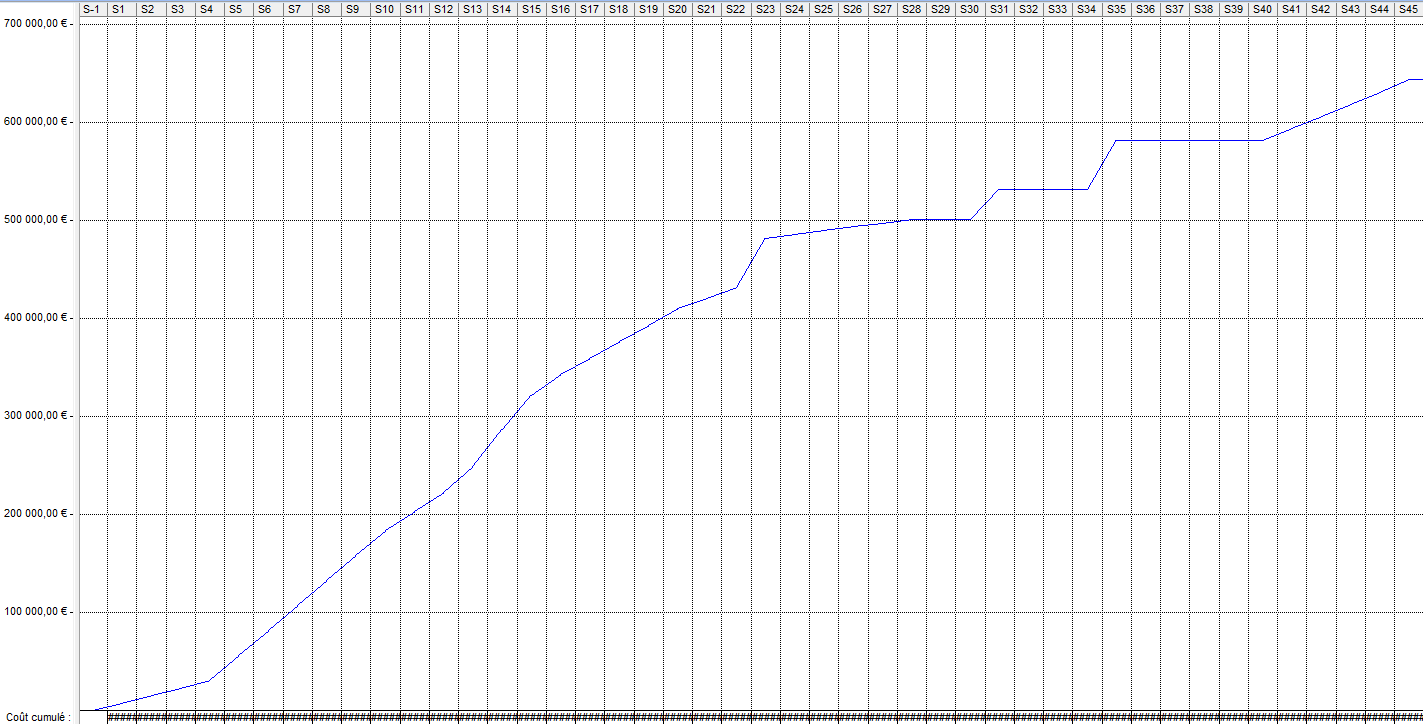 S-1 S1 S2 S3 S4 S5 S6 S7 S8 S9 S10 S11 S12 S13 S14 S15 S16 S17 S18 S19 S20 S21 S22 S23 S24 S25 S26 S27 S28 S29 S30 S31 S32 S33 S34 S35 S36 S37 S38 S39 S40 S41 S42 S43 S44 S45
700 000,00 €
600 000,00 €
500 000,00 €
400 000,00 €
300 000,00 €
200 000,00 €
100 000,00 €
Coût cumulé :